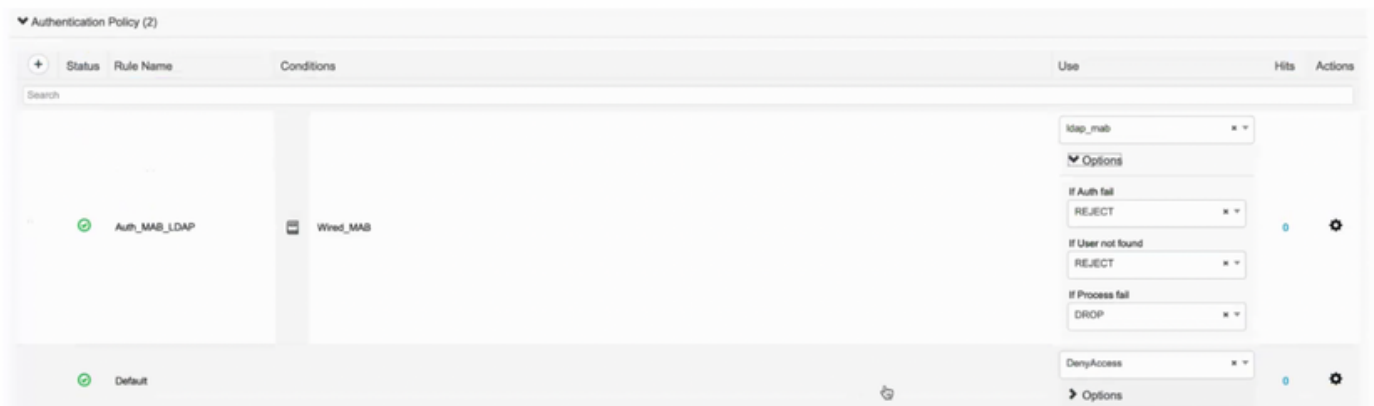 Authentication Policy (2)
+ Status Rule Name Conditions Use Hits Actions
Search
ldap_mab
Options
If Auth fail
REJECT
Auth_MAB_LDAP Wired_MAB 0
If User not found
REJECT
If Process fail
DROP
DenyAccess
Default 0
Options